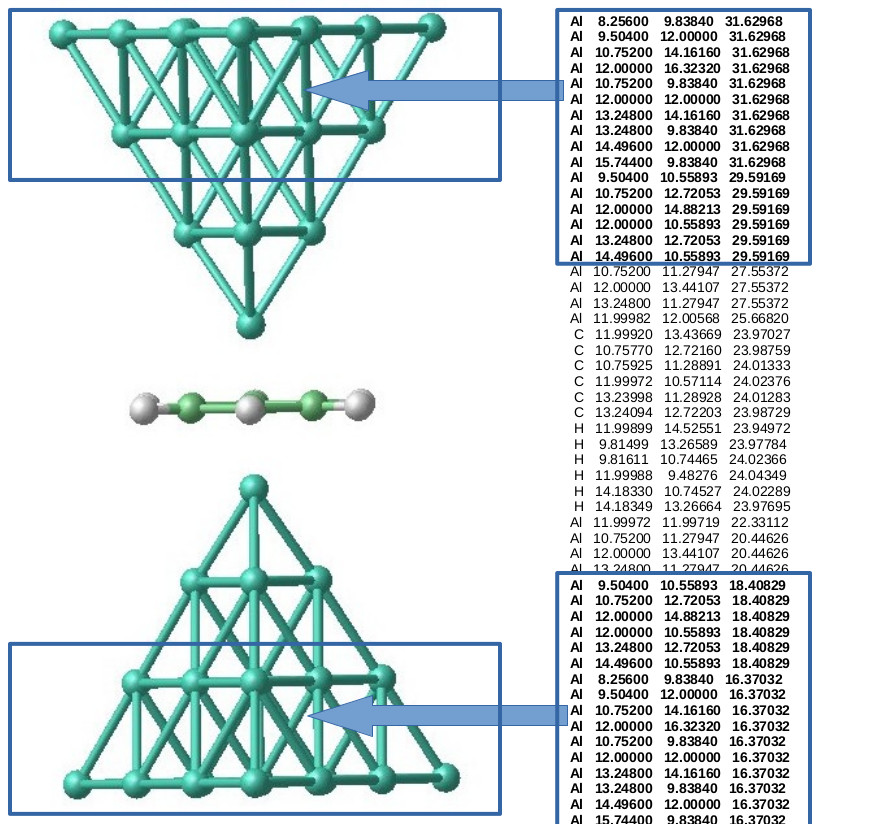 Al 8.25600 9.83840 31.62968
Al 9.50400 12.00000 31.62968
Al 10.75200 14.16160 31.62968
Al 12.00000 16.32320 31.62968
Al 10.75200 9.83840 31.62968
Al 12.00000 12.00000 31.62968
Al 13.24800 14.16160 31.62968
Al 13.24800 9.83840 31.62968
Al 14.49600 12.00000 31.62968
Al 15.74400 9.83840 31.62968
Al 9.50400 10.55893 29.59169
Al 10.75200 12.72053 29.59169
Al 12.00000 14.88213 29.59169
Al 12.00000 10.55893 29.59169
Al 13.24800 12.72053 29.59169
Al 14.49600 10.55893 29.59169
Al 10.75200 11.27947 27.55372
Al 12.00000 13.44107 27.55372
Al 13.24800 11.27947 27.55372
Al 11.99982 12.00568 25.66820
C 11.99920 13.43669 23.97027
C 10.75770 12.72160 23.98759
C 10.75925 11.28891 24.01333
C 11.99972 10.57114 24.02376
C 13.23998 11.28928 24.01283
C 13.24094 12.72203 23.98729
H 11.99899 14.52551 23.94972
H 9.81499 13.26589 23.97784
H 9.81611 10.74465 24.02366
H 11.99988 9.48276 24.04349
H 14.18330 10.74527 24.02289
H 14.18349 13.26664 23.97695
Al 11.99972 11.99719 22.33112
Al 10.75200 11.27947 20.44626
Al 12.00000 13.44107 20.44626
Al 13.24800 11.27947 20.44626
Al 9.50400 10.55893 18.40829
Al 10.75200 12.72053 18.40829
Al 12.00000 14.88213 18.40829
Al 12.00000 10.55893 18.40829
Al 13.24800 12.72053 18.40829
Al 14.49600 10.55893 18.40829
Al 8.25600 9.83840 16.37032
Al 9.50400 12.00000 16.37032
Al 10.75200 14.16160 16.37032
Al 12.00000 16.32320 16.37032
Al 10.75200 9.83840 16.37032
Al 12.00000 12.00000 16.37032
Al 13.24800 14.16160 16.37032
Al 13.24800 9.83840 16.37032
Al 14.49600 12.00000 16.37032
Al 15.74400 9.83840 16.37032